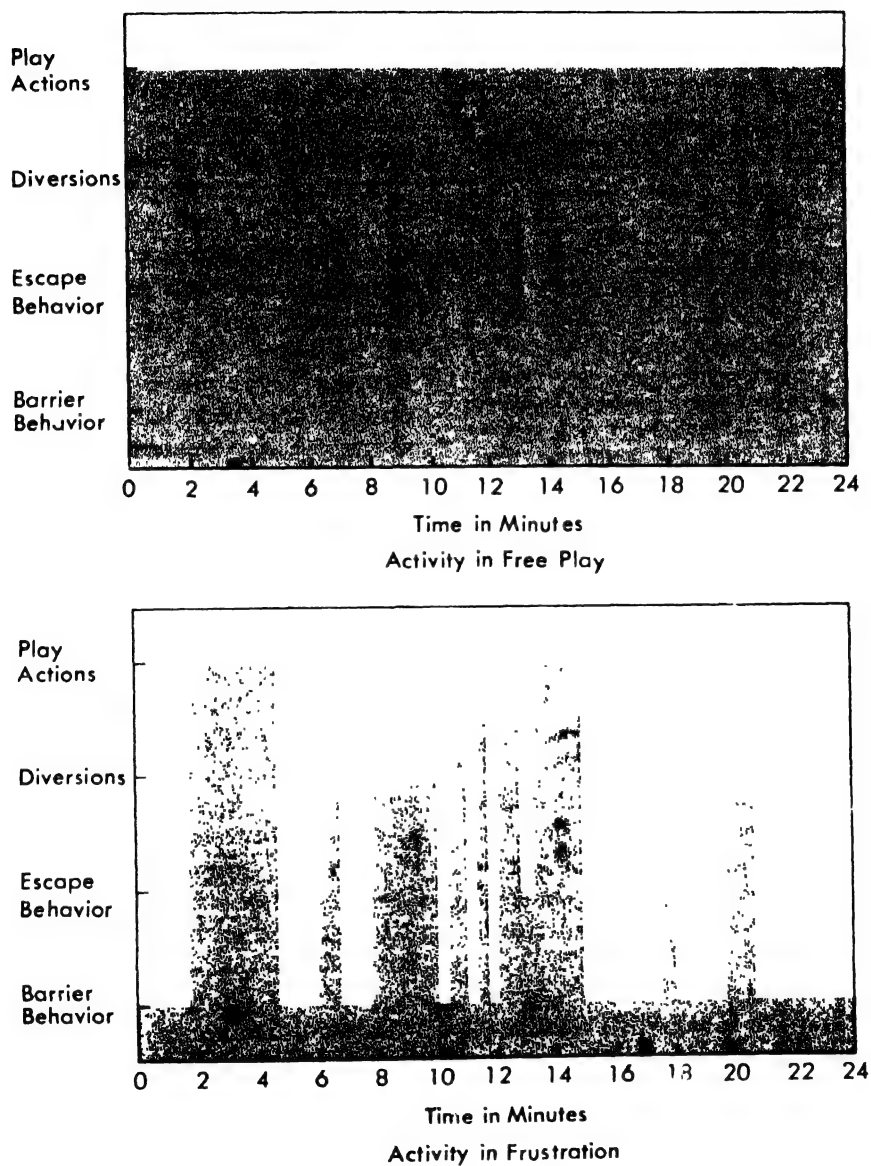 Play
Actions
Diversions
Escape
Behavior
Barrier
Behavior
0 2 4 6 8 10 12 14 16 18 20 22 24
Time in Minutes
Activity in Free Play
Play
Actions
Diversions
Escape
Behavior
Barrier
Behavior
0 2 4 6 8 10 12 14 16 18 20 22 24
Time in Minutes
Activity in Frustration